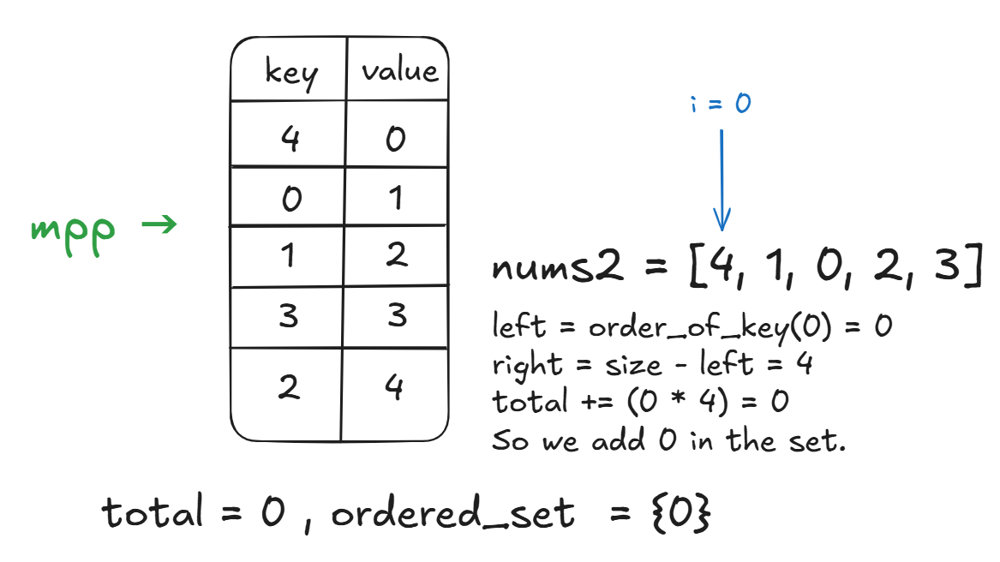 key value
4 0
0 1
1 2
3 3
2 4
mpp →
i = 0
nums2 = [4, 1, 0, 2, 3]
left = order_of_key(0) = 0
right = size - left = 4
total += (0 * 4) = 0
So we add 0 in the set.
total = 0 , ordered_set = {0}